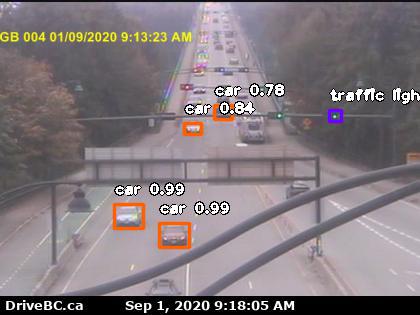 GB 004 01/09/2020 9:13:23 AM
car 0.78
traffic ligh
car 0.84
car 0.99
car 0.99
DriveBC.ca Sep 1, 2020 9:18:05 AM